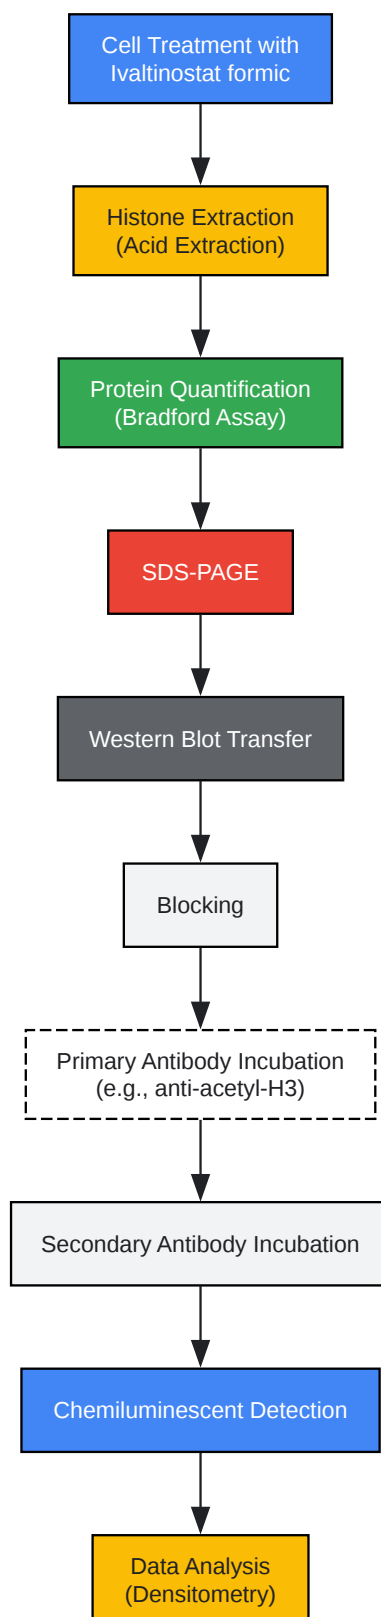 Cell Treatment with
Ivaltinostat formic
Histone Extraction
(Acid Extraction)
Protein Quantification
(Bradford Assay)
SDS-PAGE
Western Blot Transfer
Blocking
Primary Antibody Incubation
(e.g., anti-acetyl-H3)
Secondary Antibody Incubation
Chemiluminescent Detection
Data Analysis
(Densitometry)